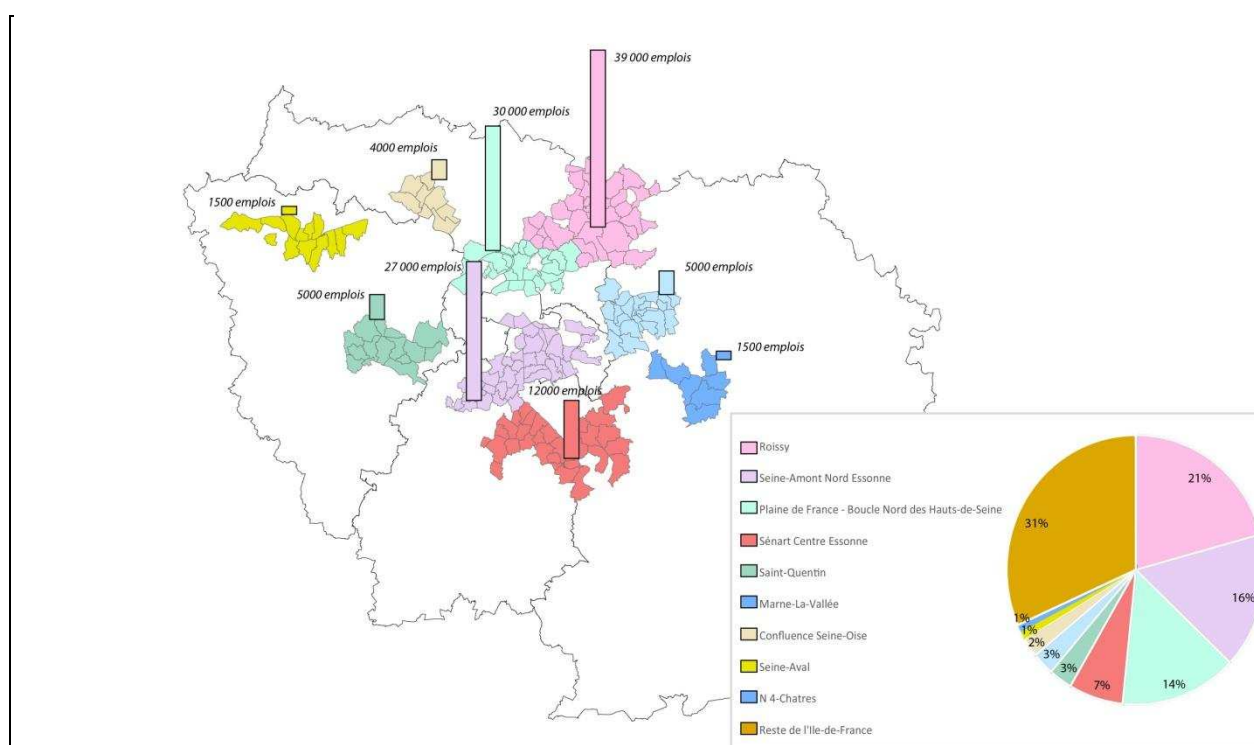 39 000 emplois
30 000 emplois
4000 emplois
1500 emplois
27 000 emplois
5000 emplois
5000 emplois
1500 emplois
12000 emplois
Roissy
Seine-Amont Nord Essonne
Plaine de France - Boucle Nord des Hauts-de-Seine
Sénart Centre Essonne
Saint-Quentin
Marne-La-Vallée
Confluence Seine-Oise
Seine-Aval
N 4-Chatres
Reste de l'Ile-de-France
21%
31%
16%
1%
1%
2%
3%
3%
7%
14%